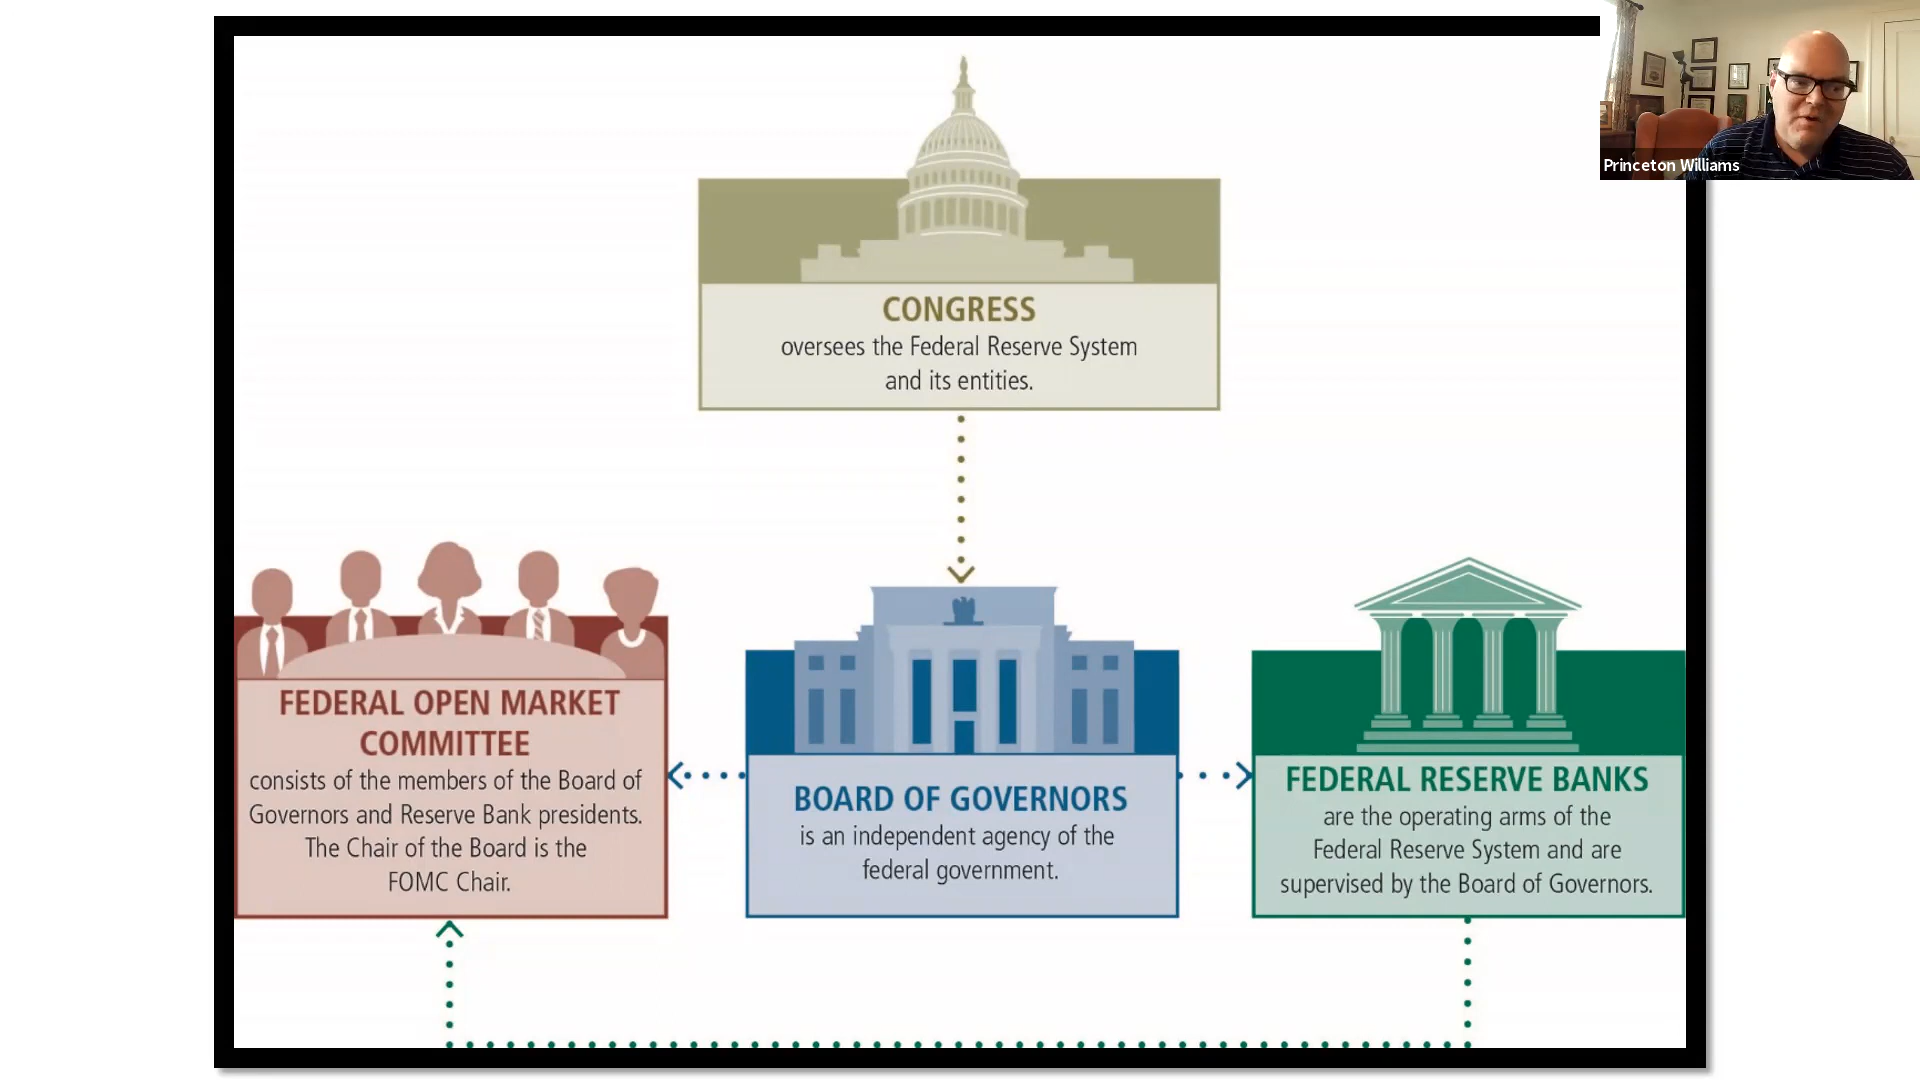 Princeton Williams
CONGRESS
oversees the Federal Reserve System
and its entities.
FEDERAL OPEN MARKET
COMMITTEE
consists of the members of the Board of
Governors and Reserve Bank presidents.
The Chair of the Board is the
FOMC Chair.
BOARD OF GOVERNORS
is an independent agency of the
federal government.
FEDERAL RESERVE BANKS
are the operating arms of the
Federal Reserve System and are
supervised by the Board of Governors.